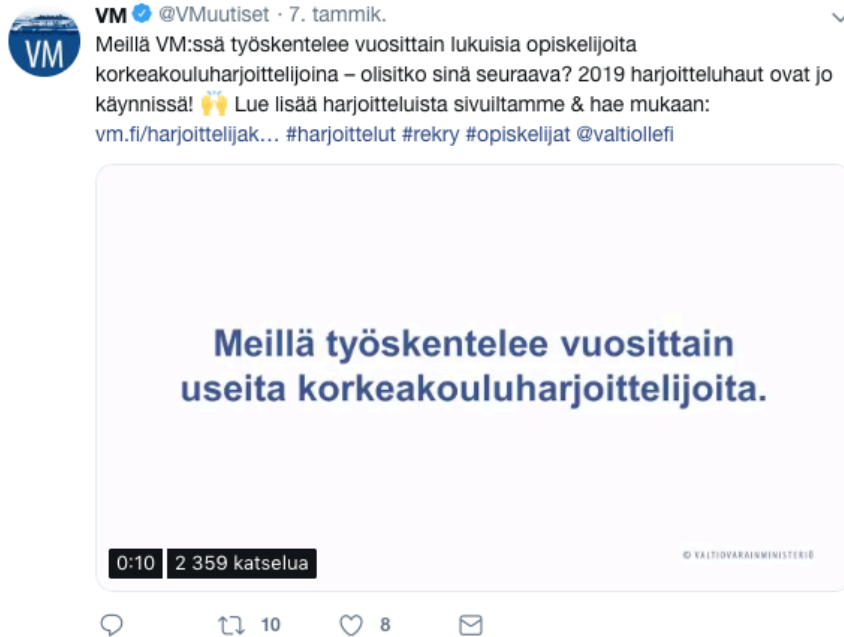 VM @VMuutiset · 7. tammik.
VM
Meillä VM:ssä työskentelee vuosittain lukuisia opiskelijoita
korkeakouluharjoittelijoina – olisitko sinä seuraava? 2019 harjoitteluhaut ovat jo
käynnissä! 🙌 Lue lisää harjoitteluista sivuiltamme & hae mukaan:
vm.fi/harjoittelijak… #harjoittelut #rekry #opiskelijat @valtiollefi
Meillä työskentelee vuosittain
useita korkeakouluharjoittelijoita.
© VALTIOVARAINMINISTERIÖ
0:10 2 359 katselua
10 8